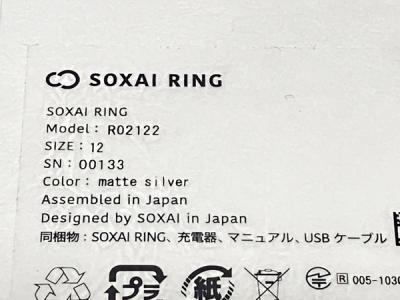 SOXAI RING
SOXAI RING
Model: R02122
SIZE: 12
SN: 00133
Color: matte silver
Assembled in Japan
Designed by SOXAI in Japan
同梱物: SOXAI RING、充電器、マニュアル、USB ケーブル
プラ 紙 R 005-1030